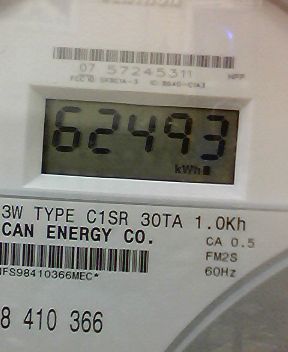 07 57245311
62493
kWh
3W TYPE C1SR 30TA 1.0Kh
CAN ENERGY CO. CA 0.5
FM2S
60Hz
8 410 366